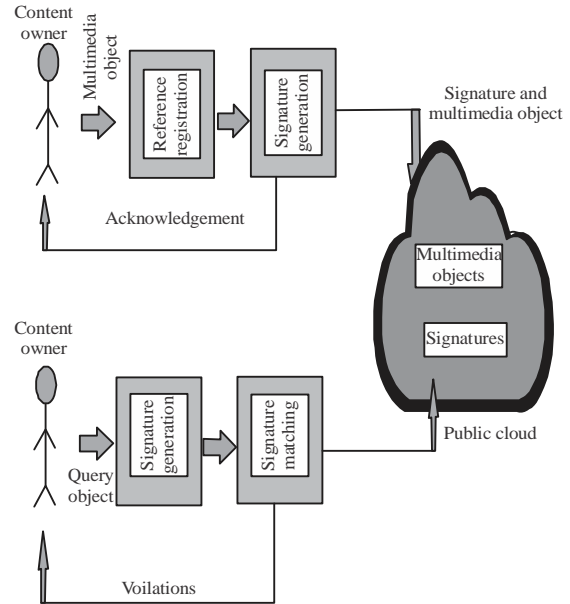 Content
owner
Multimedia
object
Reference
registration
Signature
generation
Signature and
multimedia object
Acknowledgement
Multimedia
objects
Signatures
Public cloud
Content
owner
Query
object
Signature
generation
Signature
matching
Voilations